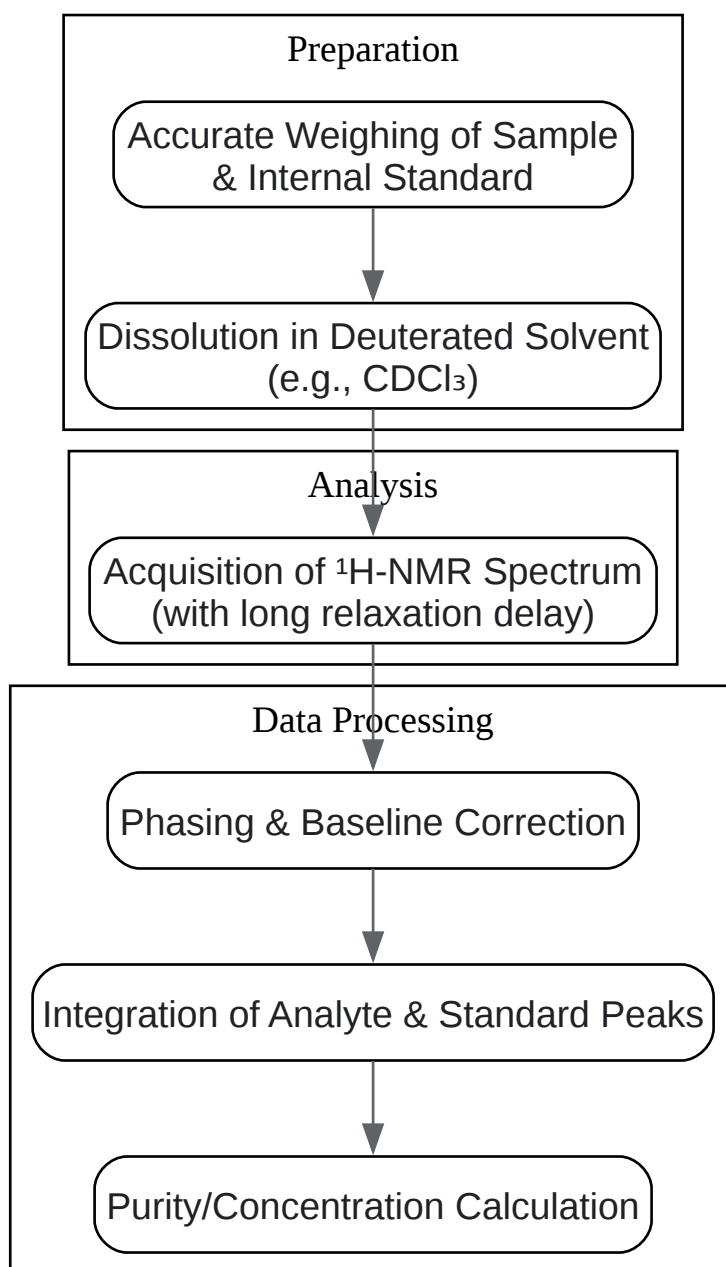 Preparation
Accurate Weighing of Sample
& Internal Standard
Dissolution in Deuterated Solvent
(e.g., CDCl₃)
Analysis
Acquisition of ¹H-NMR Spectrum
(with long relaxation delay)
Data Processing
Phasing & Baseline Correction
Integration of Analyte & Standard Peaks
Purity/Concentration Calculation